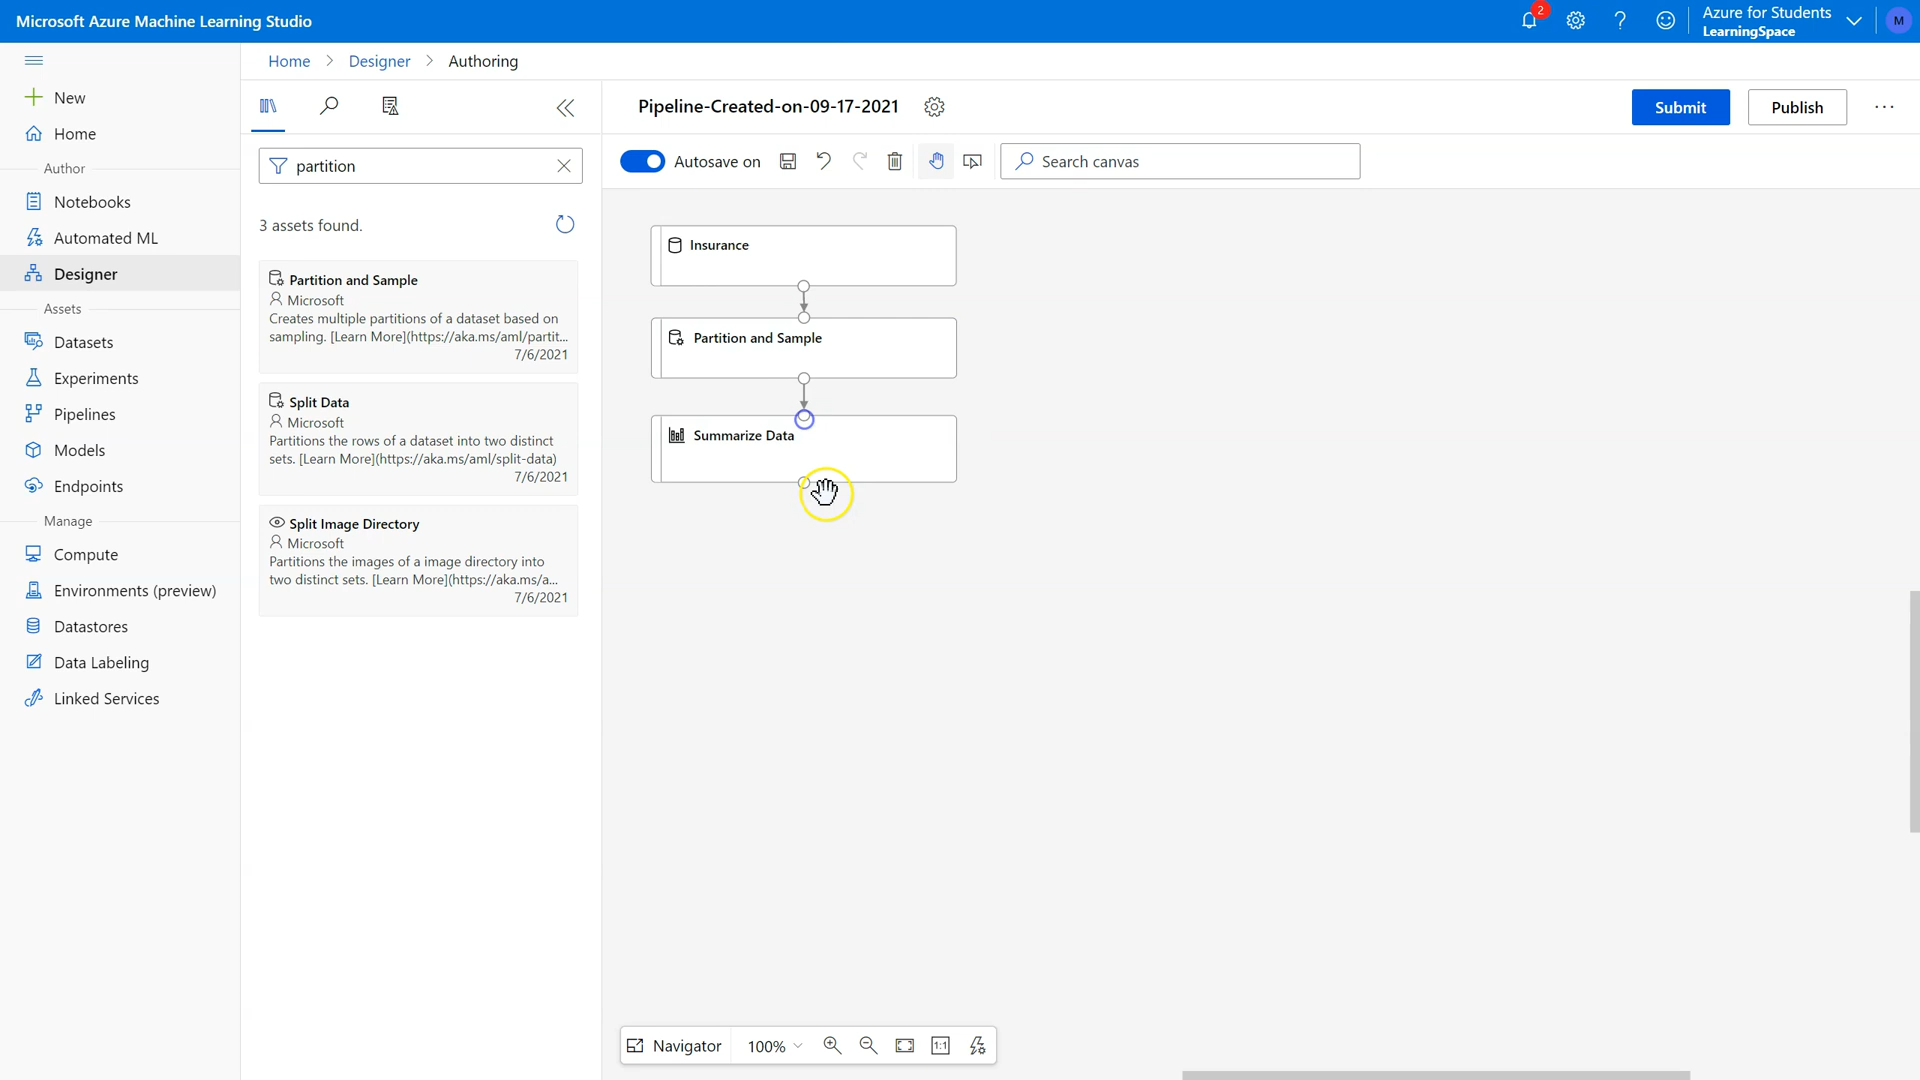 Microsoft Azure Machine Learning Studio
2
Azure for Students
LearningSpace
M
New
Home
Author
Notebooks
Automated ML
Designer
Assets
Datasets
Experiments
Pipelines
Models
Endpoints
Manage
Compute
Environments (preview)
Datastores
Data Labeling
Linked Services
Home > Designer > Authoring
partition
3 assets found.
Partition and Sample
Microsoft
Creates multiple partitions of a dataset based on
sampling. [Learn More](https://aka.ms/aml/partit...
7/6/2021
Split Data
Microsoft
Partitions the rows of a dataset into two distinct
sets. [Learn More](https://aka.ms/aml/split-data)
7/6/2021
Split Image Directory
Microsoft
Partitions the images of a image directory into
two distinct sets. [Learn More](https://aka.ms/a...
7/6/2021
Pipeline-Created-on-09-17-2021
Submit
Publish
...
Autosave on
Search canvas
Insurance
Partition and Sample
Summarize Data
Navigator
100%
1:1